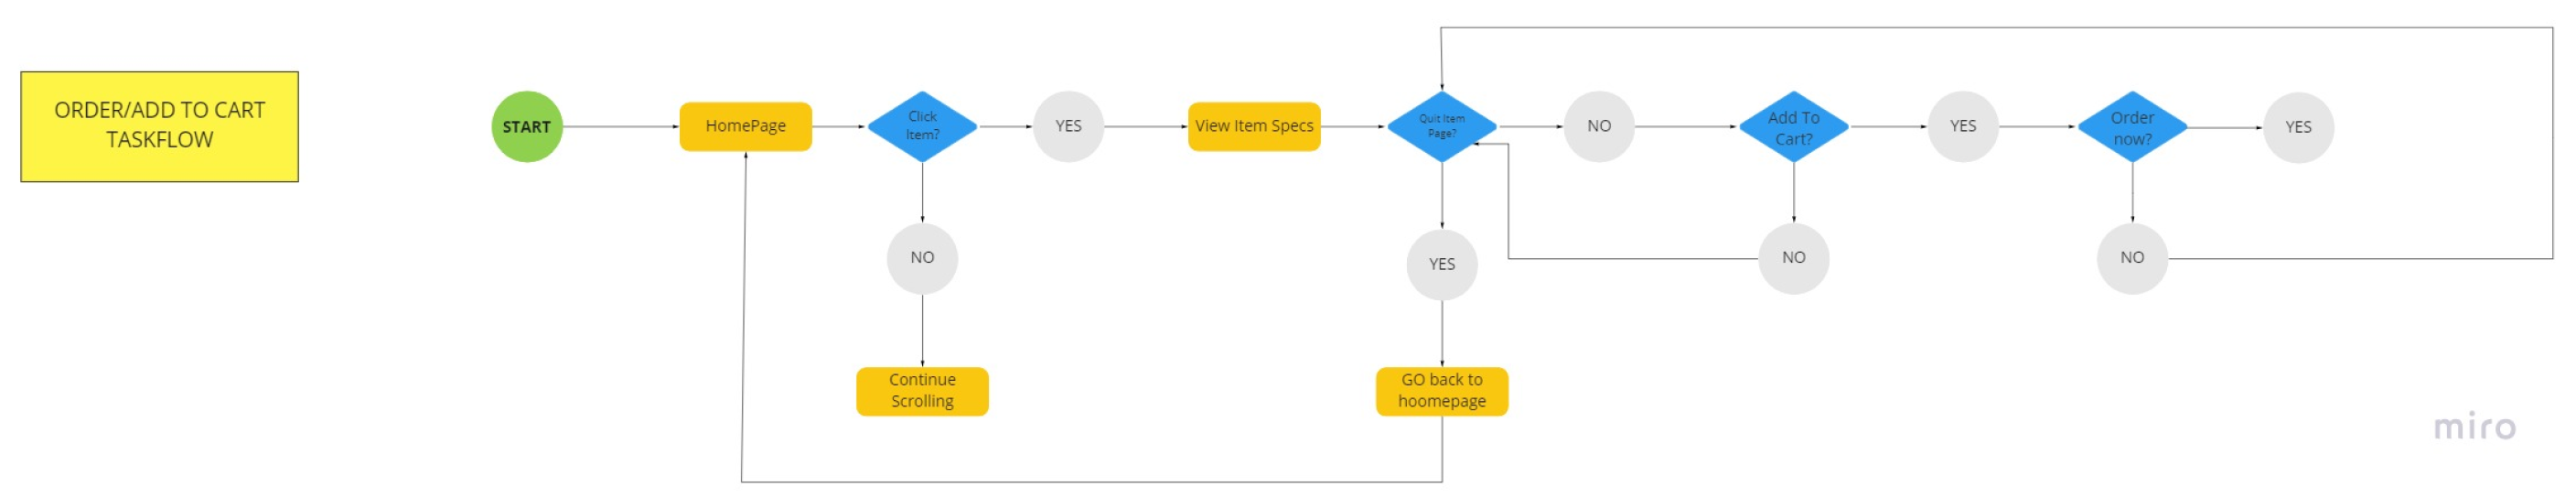 ORDER/ADD TO CART
TASKFLOW
START
HomePage
Click
Item?
YES
View Item Specs
Quit Item
Page?
NO
Add To
Cart?
YES
Order
now?
YES
NO
YES
NO
NO
Continue
Scrolling
GO back to
hoomepage
miro